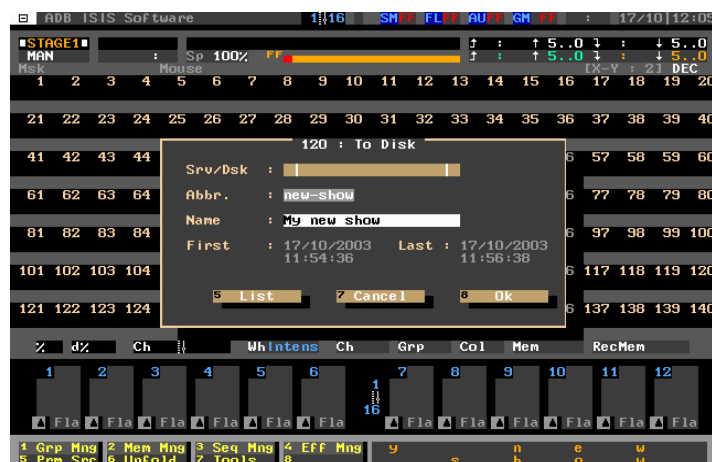 ADB ISIS Software 1 16 SMFF FLFF AUFF GM FF : 17/10 12:05
STAGE1 : ↑ 5..0 : ↓ 5..0
MAN : Sp 100% FF : ↑ 5..0 : ↓ 5..0
Msk Mouse [X-Y : 2] DEC
1 2 3 4 5 6 7 8 9 10 11 12 13 14 15 16 17 18 19 20
21 22 23 24 25 26 27 28 29 30 31 32 33 34 35 36 37 38 39 40
120 : To Disk
41 42 43 44 6 57 58 59 60
Srv/Dsk :
61 62 63 64 Abbr. : new-show 6 77 78 79 80
Name : My new show
81 82 83 84 6 97 98 99 100
First : 17/10/2003 Last : 17/10/2003
11:54:36 11:56:38
101 102 103 104 6 117 118 119 120
5 List 7 Cancel 8 Ok
121 122 123 124 6 137 138 139 140
% d% Ch WhIntens Ch Grp Col Mem RecMem
1 2 3 4 5 6 7 8 9 10 11 12
1
16
Fla Fla Fla Fla Fla Fla Fla Fla Fla Fla Fla Fla
1 Grp Mng 2 Mem Mng 3 Seq Mng 4 Eff Mng y n e w
5 Prm Src 6 Unfold 7 Tools 8 s h o w